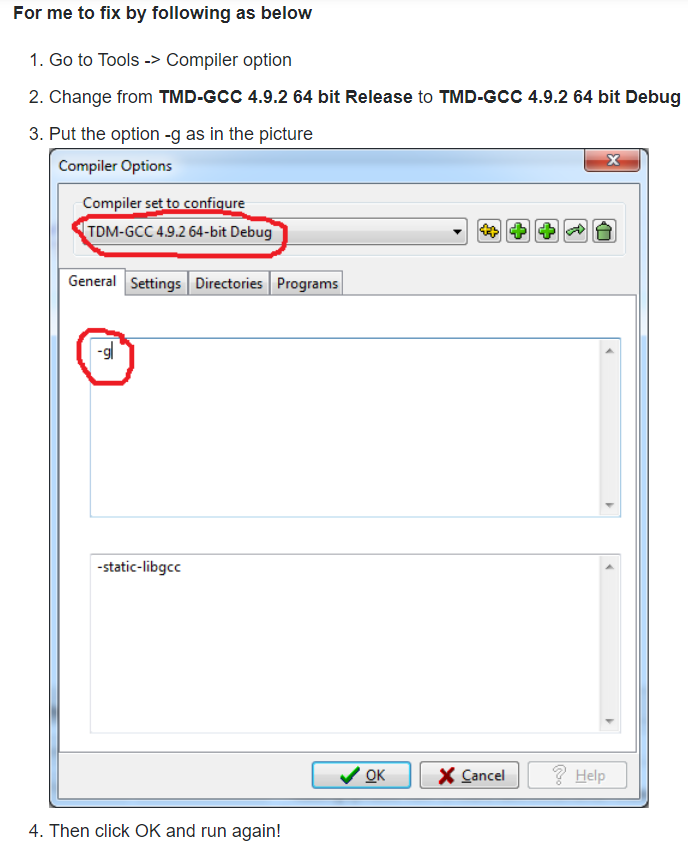 For me to fix by following as below
1. Go to Tools -> Compiler option
2. Change from TMD-GCC 4.9.2 64 bit Release to TMD-GCC 4.9.2 64 bit Debug
3. Put the option -g as in the picture
Compiler Options
Compiler set to configure
TDM-GCC 4.9.2 64-bit Debug
General Settings Directories Programs
-g
-static-libgcc
OK Cancel Help
4. Then click OK and run again!